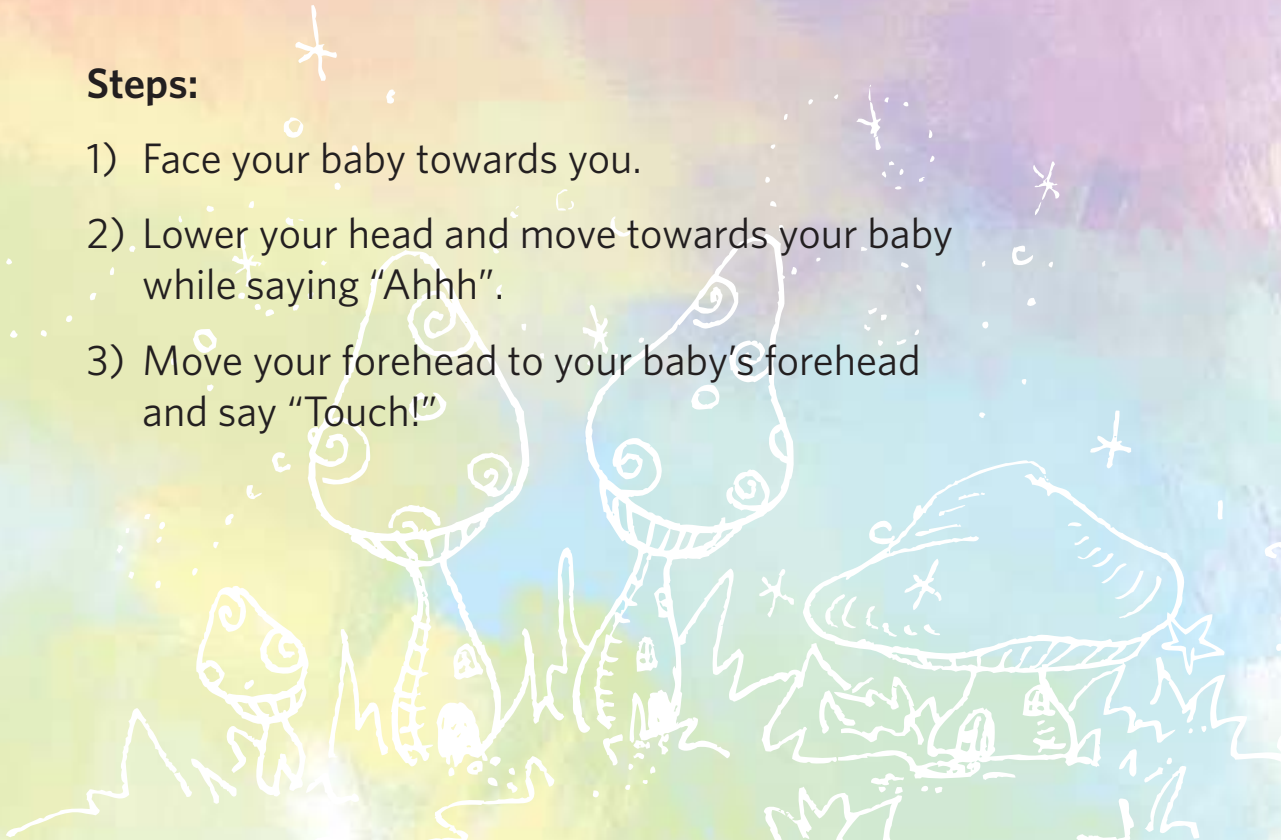 Steps:
1) Face your baby towards you.
2) Lower your head and move towards your baby
while saying “Ahhh”.
3) Move your forehead to your baby’s forehead
and say “Touch!”